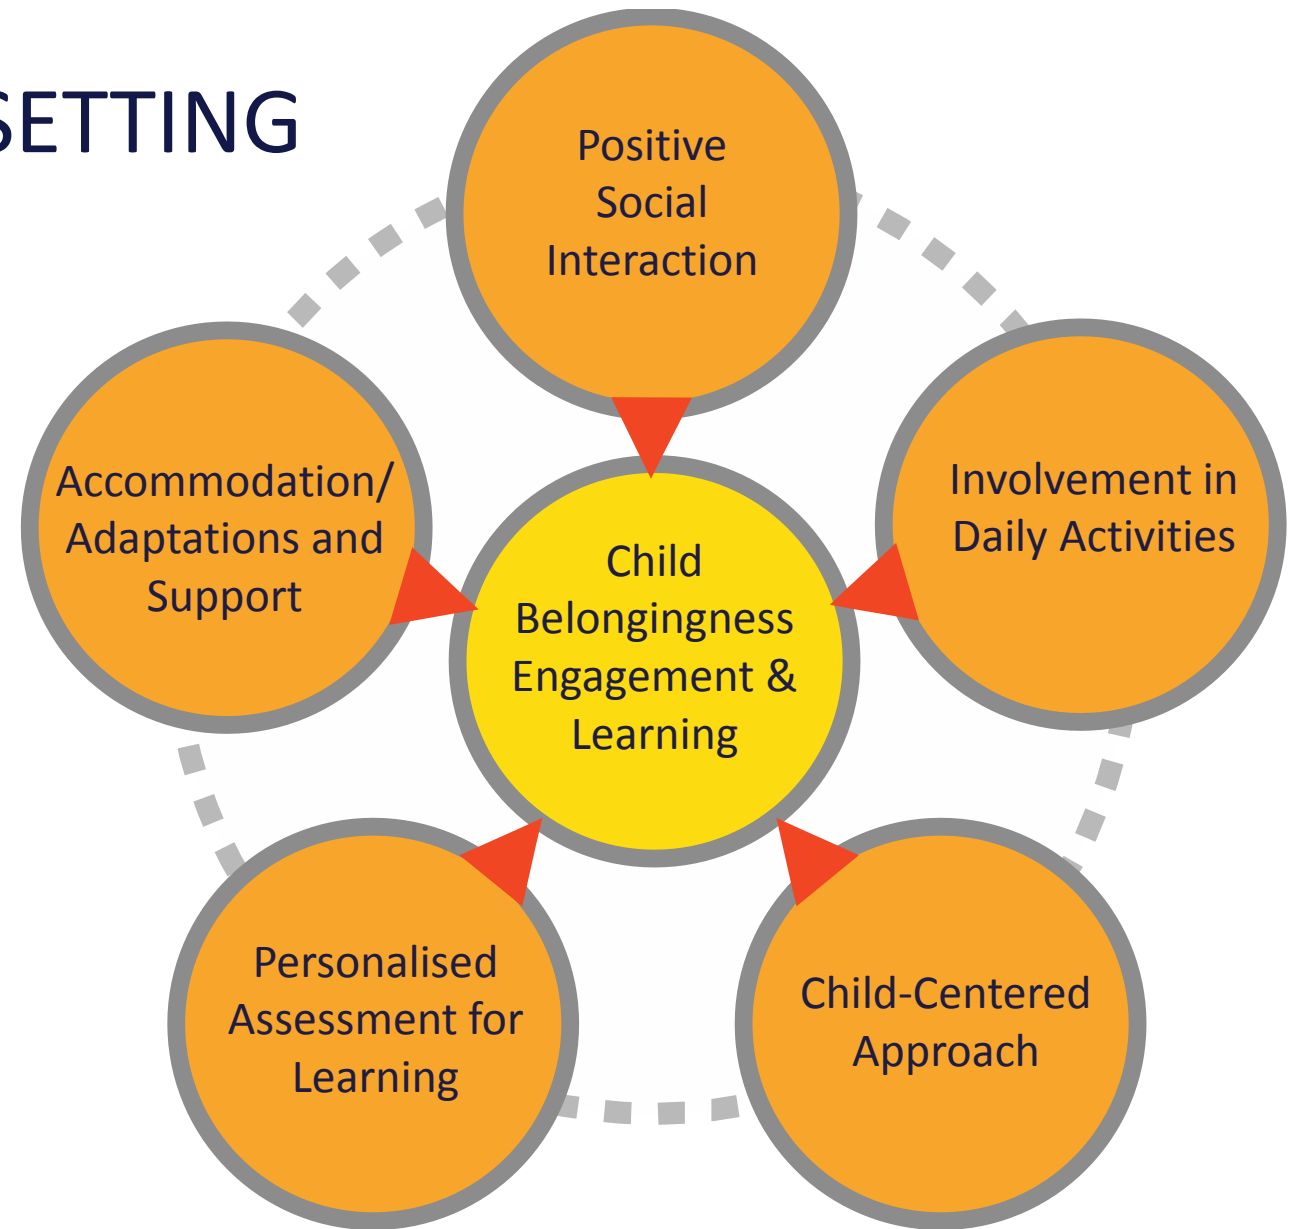 SETTING
Positive
Social
Interaction
Accommodation/
Adaptations and
Support
Involvement in
Daily Activities
Child
Belongingness
Engagement &
Learning
Personalised
Assessment for
Learning
Child-Centered
Approach